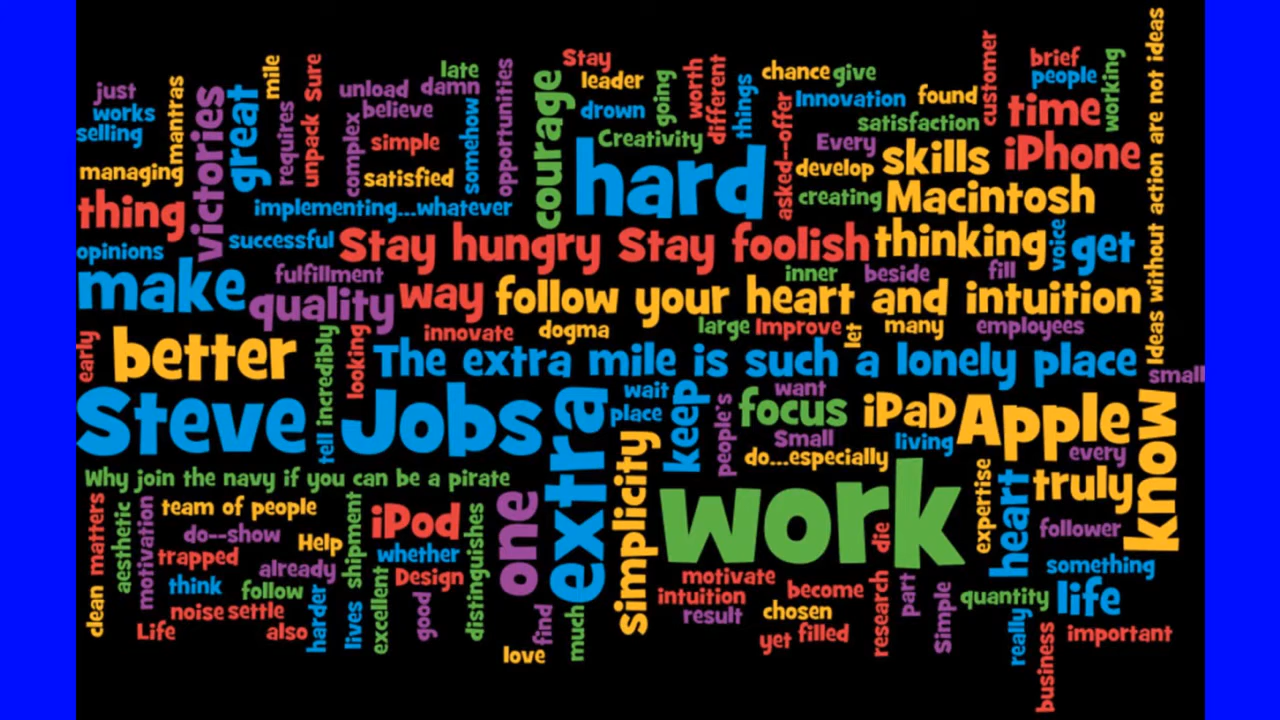 just
works
selling
managing
mantras
thing
opinions
victories
great
mile
requires
Sure
unpack
late
unload damn
believe
complex
simple
satisfied
somehow
opportunities
implementing...whatever
successful
Stay
leader
courage
drown
going
worth
different
things
Creativity
hard
chance
give
Innovation
found
satisfaction
customer
asked--offer
Every
develop
skills
creating
Macintosh
brief
people
working
time
iPhone
Ideas without action are not ideas
Stay hungry Stay foolish
thinking
voice
get
make
fulfillment
quality
way
inner
beside
fill
follow your heart and intuition
early
better
incredibly
looking
innovate
dogma
large
Improve
let
many
employees
The extra mile is such a lonely place
small
Steve Jobs
tell
extra
wait
place
keep
people's
want
focus
Small
do...especially
iPaD
living
Apple
every
know
Why join the navy if you can be a pirate
matters
clean
aesthetic
motivation
team of people
do--show
trapped
Help
already
think
follow
noise
settle
Life
also
harder
shipment
lives
excellent
iPod
whether
Design
good
distinguishes
one
find
love
much
simplicity
work
motivate
intuition
result
become
chosen
yet
filled
die
research
part
Simple
expertise
heart
truly
follower
something
quantity
life
really
business
important